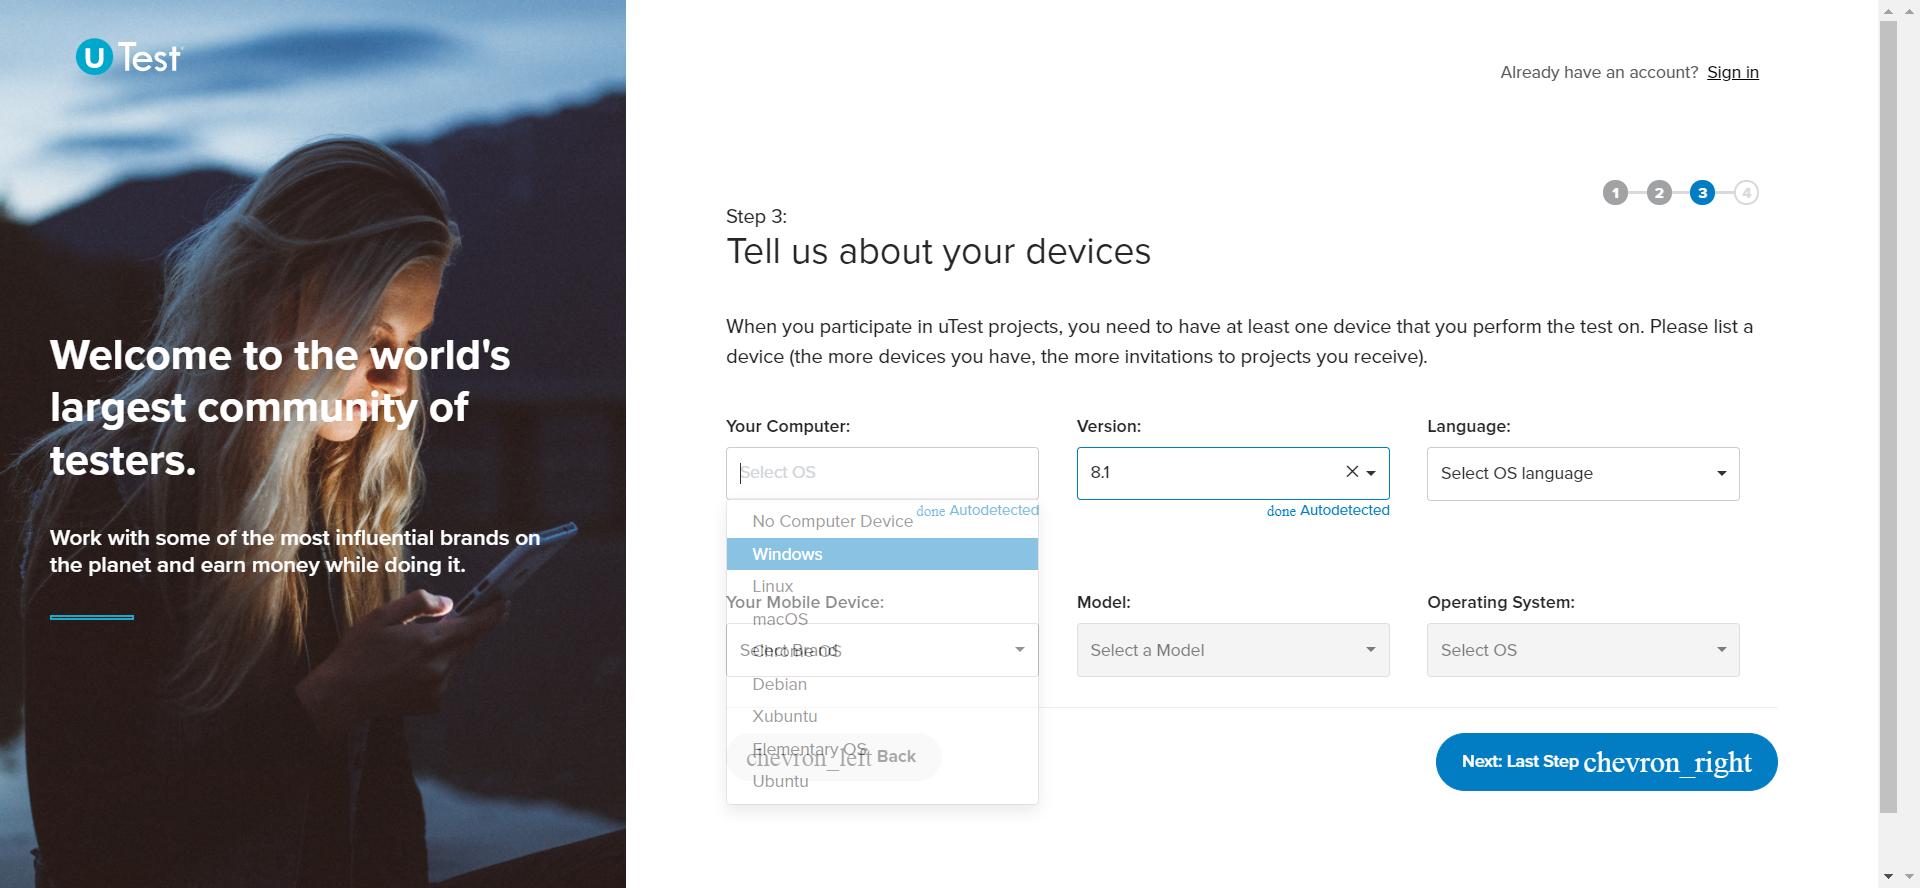 U Test
Already have an account? Sign in
1 2 3 4
Step 3:
Tell us about your devices
When you participate in uTest projects, you need to have at least one device that you perform the test on. Please list a
device (the more devices you have, the more invitations to projects you receive).
Welcome to the world's
largest community of
testers.
Work with some of the most influential brands on
the planet and earn money while doing it.
Your Computer:
Select OS
done Autodetected
No Computer Device
Windows
Linux
macOS
Chrome OS
Debian
Xubuntu
Elementary OS
Ubuntu
Version:
8.1
done Autodetected
Language:
Select OS language
Your Mobile Device:
Select Brand
Model:
Select a Model
Operating System:
Select OS
chevron_left Back
Next: Last Step chevron_right